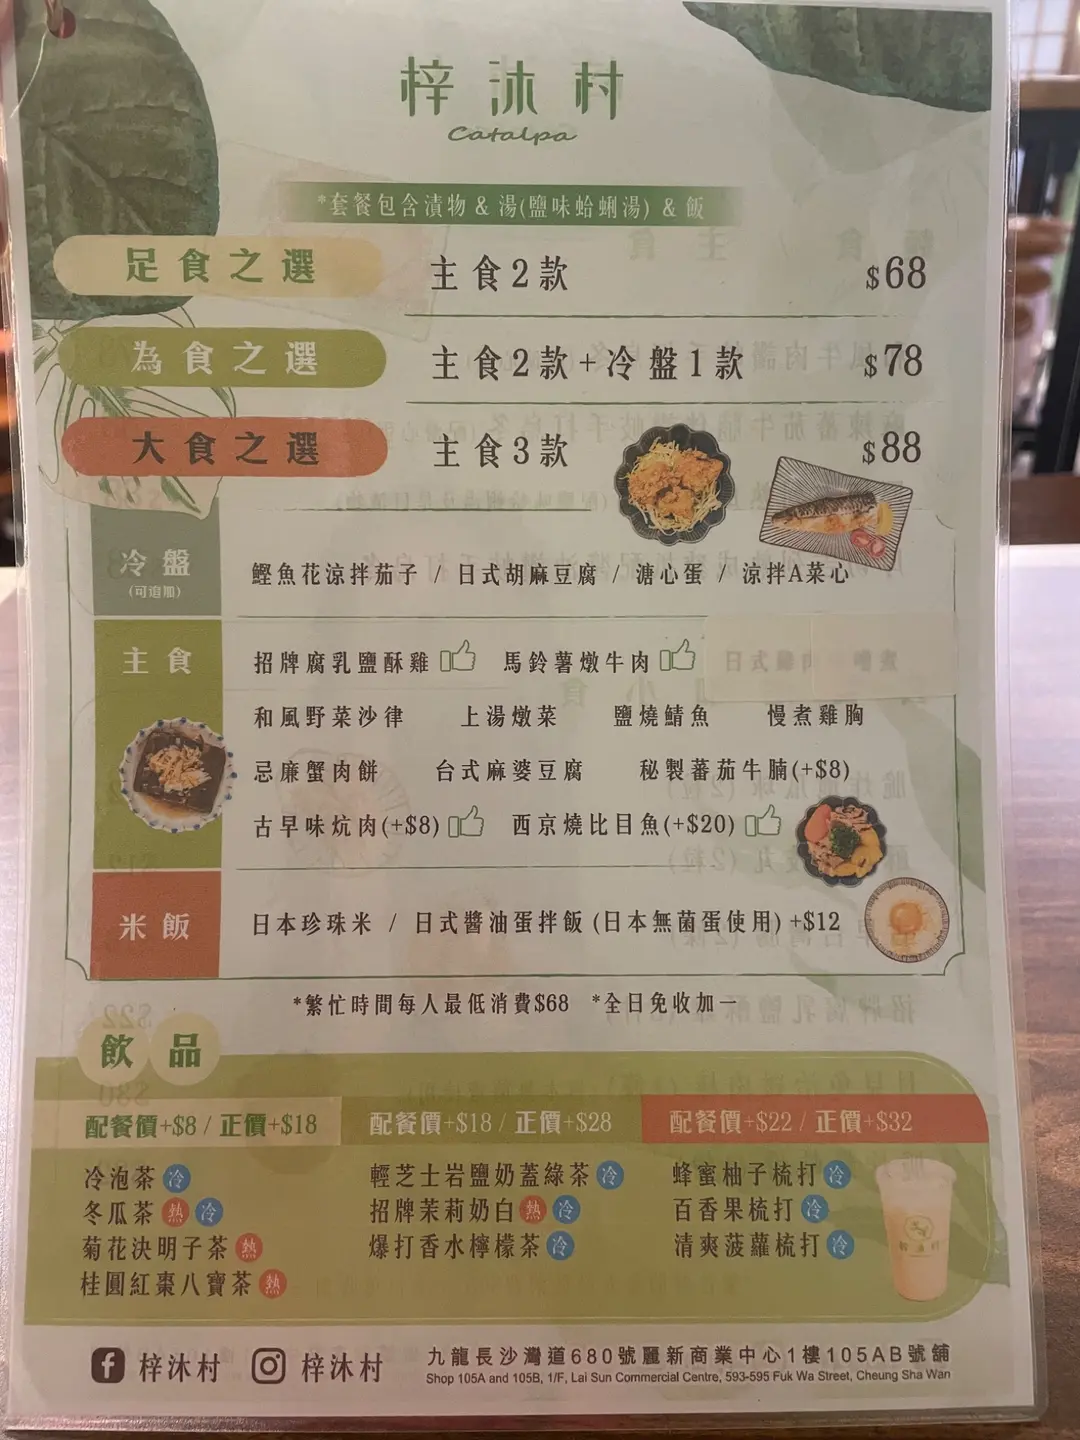 梓沐村
Catalpa
*套餐包含漬物 & 湯(鹽味蛤蜊湯) & 飯
足食之選 主食2款 $68
為食之選 主食2款+冷盤1款 $78
大食之選 主食3款 $88
冷盤 (可追加) 鰹魚花涼拌茄子 / 日式胡麻豆腐 / 溏心蛋 / 涼拌A菜心
主食 招牌腐乳鹽酥雞 馬鈴薯燉牛肉
和風野菜沙律 上湯燉菜 鹽燒鯖魚 慢煮雞胸
忌廉蟹肉餅 台式麻婆豆腐 秘製蕃茄牛腩(+$8)
古早味炕肉(+$8) 西京燒比目魚(+$20)
米飯 日本珍珠米 / 日式醬油蛋拌飯 (日本無菌蛋使用) +$12
*繁忙時間每人最低消費$68 *全日免收加一
飲品
配餐價+$8 / 正價+$18
冷泡茶 冷
冬瓜茶 熱 冷
菊花決明子茶 熱
桂圓紅棗八寶茶 熱
配餐價+$18 / 正價+$28
輕芝士岩鹽奶蓋綠茶 冷
招牌茉莉奶白 熱 冷
爆打香水檸檬茶 冷
配餐價+$22 / 正價+$32
蜂蜜柚子梳打 冷
百香果梳打 冷
清爽菠蘿梳打 冷
梓沐村 梓沐村
九龍長沙灣道680號麗新商業中心1樓105AB號舖
Shop 105A and 105B, 1/F, Lai Sun Commercial Centre, 593-595 Fuk Wa Street, Cheung Sha Wan